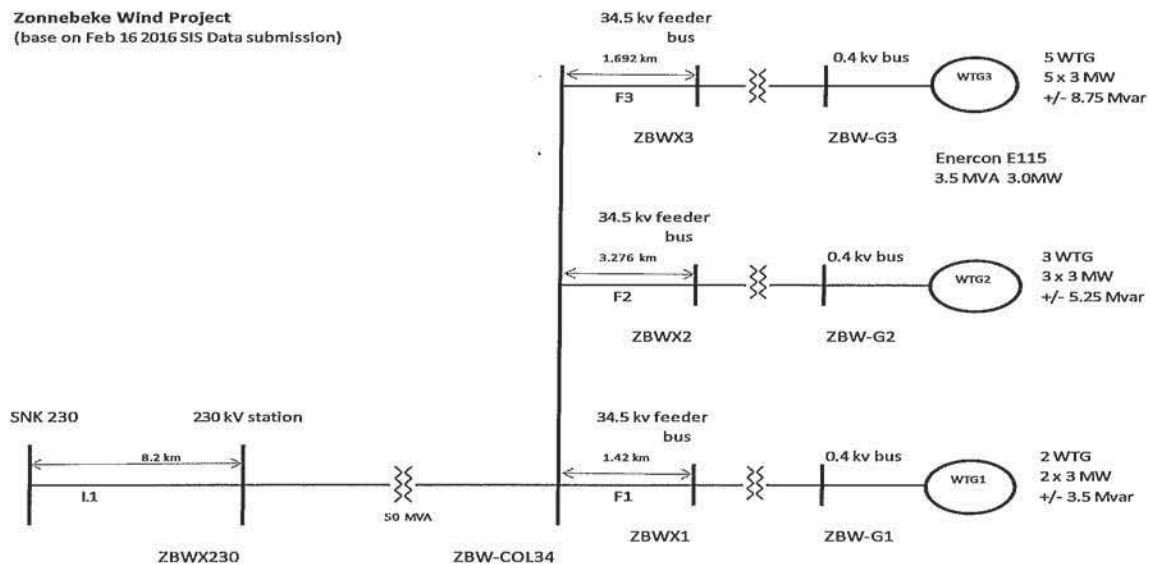 Zonnebeke Wind Project
(base on Feb 16 2016 SIS Data submission)
34.5 kv feeder
bus
1.692 km
F3
ZBWX3
0.4 kv bus
ZBW-G3
WTG3
5 WTG
5 x 3 MW
+/- 8.75 Mvar
Enercon E115
3.5 MVA 3.0MW
34.5 kv feeder
bus
3.276 km
F2
ZBWX2
0.4 kv bus
ZBW-G2
WTG2
3 WTG
3 x 3 MW
+/- 5.25 Mvar
SNK 230
230 kV station
8.2 km
L1
ZBWX230
50 MVA
ZBW-COL34
34.5 kv feeder
bus
1.42 km
F1
ZBWX1
0.4 kv bus
ZBW-G1
WTG1
2 WTG
2 x 3 MW
+/- 3.5 Mvar